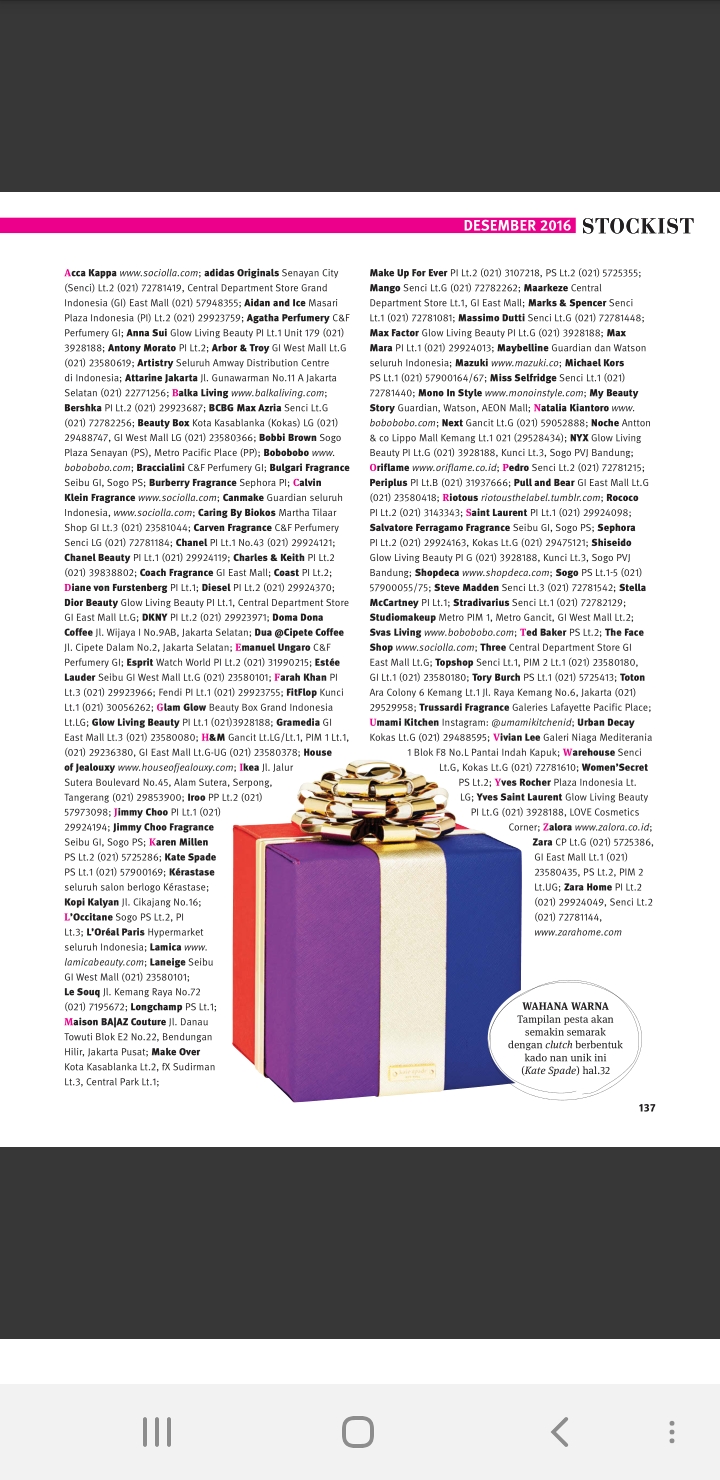 DESEMBER 2016 STOCKIST
Acca Kappa www.sociolla.com; adidas Originals Senayan City
(Senci) Lt.2 (021) 72781419, Central Department Store Grand
Indonesia (GI) East Mall (021) 57948355; Aidan and Ice Masari
Plaza Indonesia (PI) Lt.2 (021) 29923759; Agatha Perfumery C&F
Perfumery GI; Anna Sui Glow Living Beauty PI Lt.1 Unit 179 (021)
3928188; Antony Morato PI Lt.2; Arbor & Troy GI West Mall Lt.G
(021) 23580619; Artistry Seluruh Amway Distribution Centre
di Indonesia; Attarine Jakarta Jl. Gunawarman No.11 A Jakarta
Selatan (021) 22771256; Balka Living www.balkaliving.com;
Bershka PI Lt.2 (021) 29923687; BCBG Max Azria Senci Lt.G
(021) 72782256; Beauty Box Kota Kasablanka (Kokas) LG (021)
29488747, GI West Mall LG (021) 23580366; Bobbi Brown Sogo
Plaza Senayan (PS), Metro Pacific Place (PP); Bobobobo www.
bobobobo.com; Braccialini C&F Perfumery GI; Bulgari Fragrance
Seibu GI, Sogo PS; Burberry Fragrance Sephora PI; Calvin
Klein Fragrance www.sociolla.com; Canmake Guardian seluruh
Indonesia, www.sociolla.com; Caring By Biokos Martha Tilaar
Shop GI Lt.3 (021) 23581044; Carven Fragrance C&F Perfumery
Senci LG (021) 72781184; Chanel PI Lt.1 No.43 (021) 29924121;
Chanel Beauty PI Lt.1 (021) 29924119; Charles & Keith PI Lt.2
(021) 39838802; Coach Fragrance GI East Mall; Coast PI Lt.2;
Diane von Furstenberg PI Lt.1; Diesel PI Lt.2 (021) 29924370;
Dior Beauty Glow Living Beauty PI Lt.1, Central Department Store
GI East Mall Lt.G; DKNY PI Lt.2 (021) 29923971; Doma Dona
Coffee Jl. Wijaya I No.9AB, Jakarta Selatan; Dua @Cipete Coffee
Jl. Cipete Dalam No.2, Jakarta Selatan; Emanuel Ungaro C&F
Perfumery GI; Esprit Watch World PI Lt.2 (021) 31990215; Estée
Lauder Seibu GI West Mall Lt.G (021) 23580101; Farah Khan PI
Lt.3 (021) 29923966; Fendi PI Lt.1 (021) 29923755; FitFlop Kunci
Lt.1 (021) 30056262; Glam Glow Beauty Box Grand Indonesia
Lt.LG; Glow Living Beauty PI Lt.1 (021)3928188; Gramedia GI
East Mall Lt.3 (021) 23580080; H&M Gancit Lt.LG/Lt.1, PIM 1 Lt.1,
(021) 29236380, GI East Mall Lt.G-UG (021) 23580378; House
of Jealouxy www.houseofjealouxy.com; Ikea Jl. Jalur
Sutera Boulevard No.45, Alam Sutera, Serpong,
Tangerang (021) 29853900; Iroo PP Lt.2 (021)
57973098; Jimmy Choo PI Lt.1 (021)
29924194; Jimmy Choo Fragrance
Seibu GI, Sogo PS; Karen Millen
PS Lt.2 (021) 5725286; Kate Spade
PS Lt.1 (021) 57900169; Kérastase
seluruh salon berlogo Kérastase;
Kopi Kalyan Jl. Cikajang No.16;
L'Occitane Sogo PS Lt.2, PI
Lt.3; L'Oréal Paris Hypermarket
seluruh Indonesia; Lamica www.
lamicabeauty.com; Laneige Seibu
GI West Mall (021) 23580101;
Le Souq Jl. Kemang Raya No.72
(021) 7195672; Longchamp PS Lt.1;
Maison BA|AZ Couture Jl. Danau
Towuti Blok E2 No.22, Bendungan
Hilir, Jakarta Pusat; Make Over
Kota Kasablanka Lt.2, fX Sudirman
Lt.3, Central Park Lt.1;
Make Up For Ever PI Lt.2 (021) 3107218, PS Lt.2 (021) 5725355;
Mango Senci Lt.G (021) 72782262; Maarkeze Central
Department Store Lt.1, GI East Mall; Marks & Spencer Senci
Lt.1 (021) 72781081; Massimo Dutti Senci Lt.G (021) 72781448;
Max Factor Glow Living Beauty PI Lt.G (021) 3928188; Max
Mara PI Lt.1 (021) 29924013; Maybelline Guardian dan Watson
seluruh Indonesia; Mazuki www.mazuki.co; Michael Kors
PS Lt.1 (021) 57900164/67; Miss Selfridge Senci Lt.1 (021)
72781440; Mono In Style www.monoinstyle.com; My Beauty
Story Guardian, Watson, AEON Mall; Natalia Kiantoro www.
bobobobo.com; Next Gancit Lt.G (021) 59052888; Noche Antton
& co Lippo Mall Kemang Lt.1 021 (29528434); NYX Glow Living
Beauty PI Lt.G (021) 3928188, Kunci Lt.3, Sogo PVJ Bandung;
Oriflame www.oriflame.co.id; Pedro Senci Lt.2 (021) 72781215;
Periplus PI Lt.B (021) 31937666; Pull and Bear GI East Mall Lt.G
(021) 23580418; Riotous riotousthelabel.tumblr.com; Rococo
PI Lt.2 (021) 3143343; Saint Laurent PI Lt.1 (021) 29924098;
Salvatore Ferragamo Fragrance Seibu GI, Sogo PS; Sephora
PI Lt.2 (021) 29924163, Kokas Lt.G (021) 29475121; Shiseido
Glow Living Beauty PI G (021) 3928188, Kunci Lt.3, Sogo PVJ
Bandung; Shopdeca www.shopdeca.com; Sogo PS Lt.1-5 (021)
57900055/75; Steve Madden Senci Lt.3 (021) 72781542; Stella
McCartney PI Lt.1; Stradivarius Senci Lt.1 (021) 72782129;
Studiomakeup Metro PIM 1, Metro Gancit, GI West Mall Lt.2;
Svas Living www.bobobobo.com; Ted Baker PS Lt.2; The Face
Shop www.sociolla.com; Three Central Department Store GI
East Mall Lt.G; Topshop Senci Lt.1, PIM 2 Lt.1 (021) 23580180,
GI Lt.1 (021) 23580180; Tory Burch PS Lt.1 (021) 5725413; Toton
Ara Colony 6 Kemang Lt.1 Jl. Raya Kemang No.6, Jakarta (021)
29529958; Trussardi Fragrance Galeries Lafayette Pacific Place;
Umami Kitchen Instagram: @umamikitchenid; Urban Decay
Kokas Lt.G (021) 29488595; Vivian Lee Galeri Niaga Mediterania
1 Blok F8 No.L Pantai Indah Kapuk; Warehouse Senci
Lt.G, Kokas Lt.G (021) 72781610; Women'Secret
PS Lt.2; Yves Rocher Plaza Indonesia Lt.
LG; Yves Saint Laurent Glow Living Beauty
PI Lt.G (021) 3928188, LOVE Cosmetics
Corner; Zalora www.zalora.co.id;
Zara CP Lt.G (021) 5725386,
GI East Mall Lt.1 (021)
23580435, PS Lt.2, PIM 2
Lt.UG; Zara Home PI Lt.2
(021) 29924049, Senci Lt.2
(021) 72781144,
www.zarahome.com
WAHANA WARNA
Tampilan pesta akan
semakin semarak
dengan clutch berbentuk
kado nan unik ini
(Kate Spade) hal.32
137